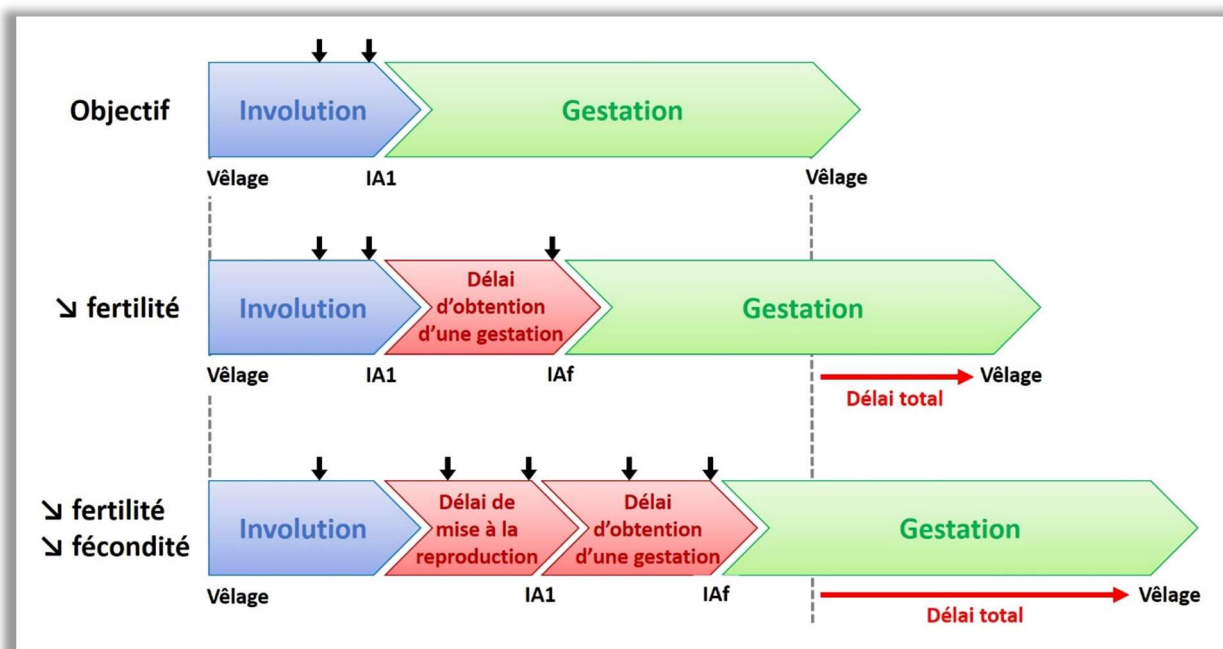 Objectif
Involution
Gestation
Vêlage
IA1
Vêlage
↘ fertilité
Involution
Délai
d'obtention
d'une gestation
Gestation
Vêlage
IA1
IAf
Vêlage
Délai total
↘ fertilité
↘ fécondité
Involution
Délai de
mise à la
reproduction
Délai
d'obtention
d'une gestation
Gestation
Vêlage
IA1
IAf
Vêlage
Délai total